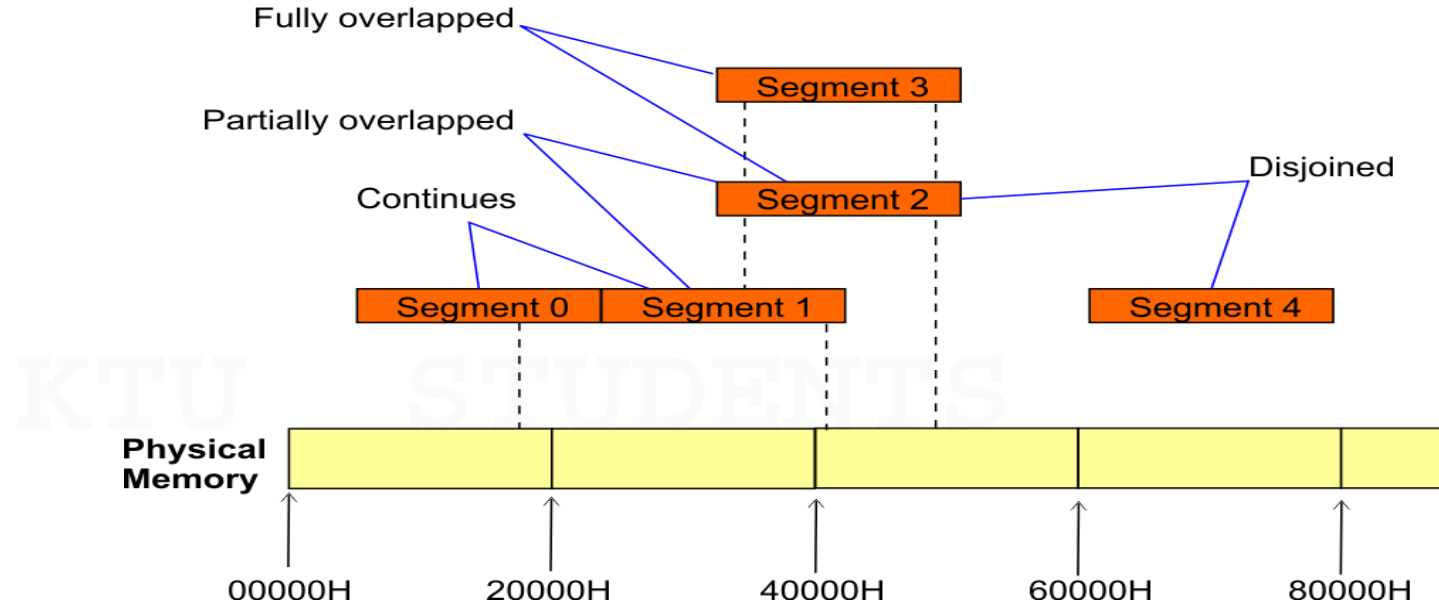 Fully overlapped
Segment 3
Partially overlapped
Disjoined
Continues
Segment 2
Segment 0
Segment 1
Segment 4
KTU STUDENTS
Physical
Memory
00000H
20000H
40000H
60000H
80000H